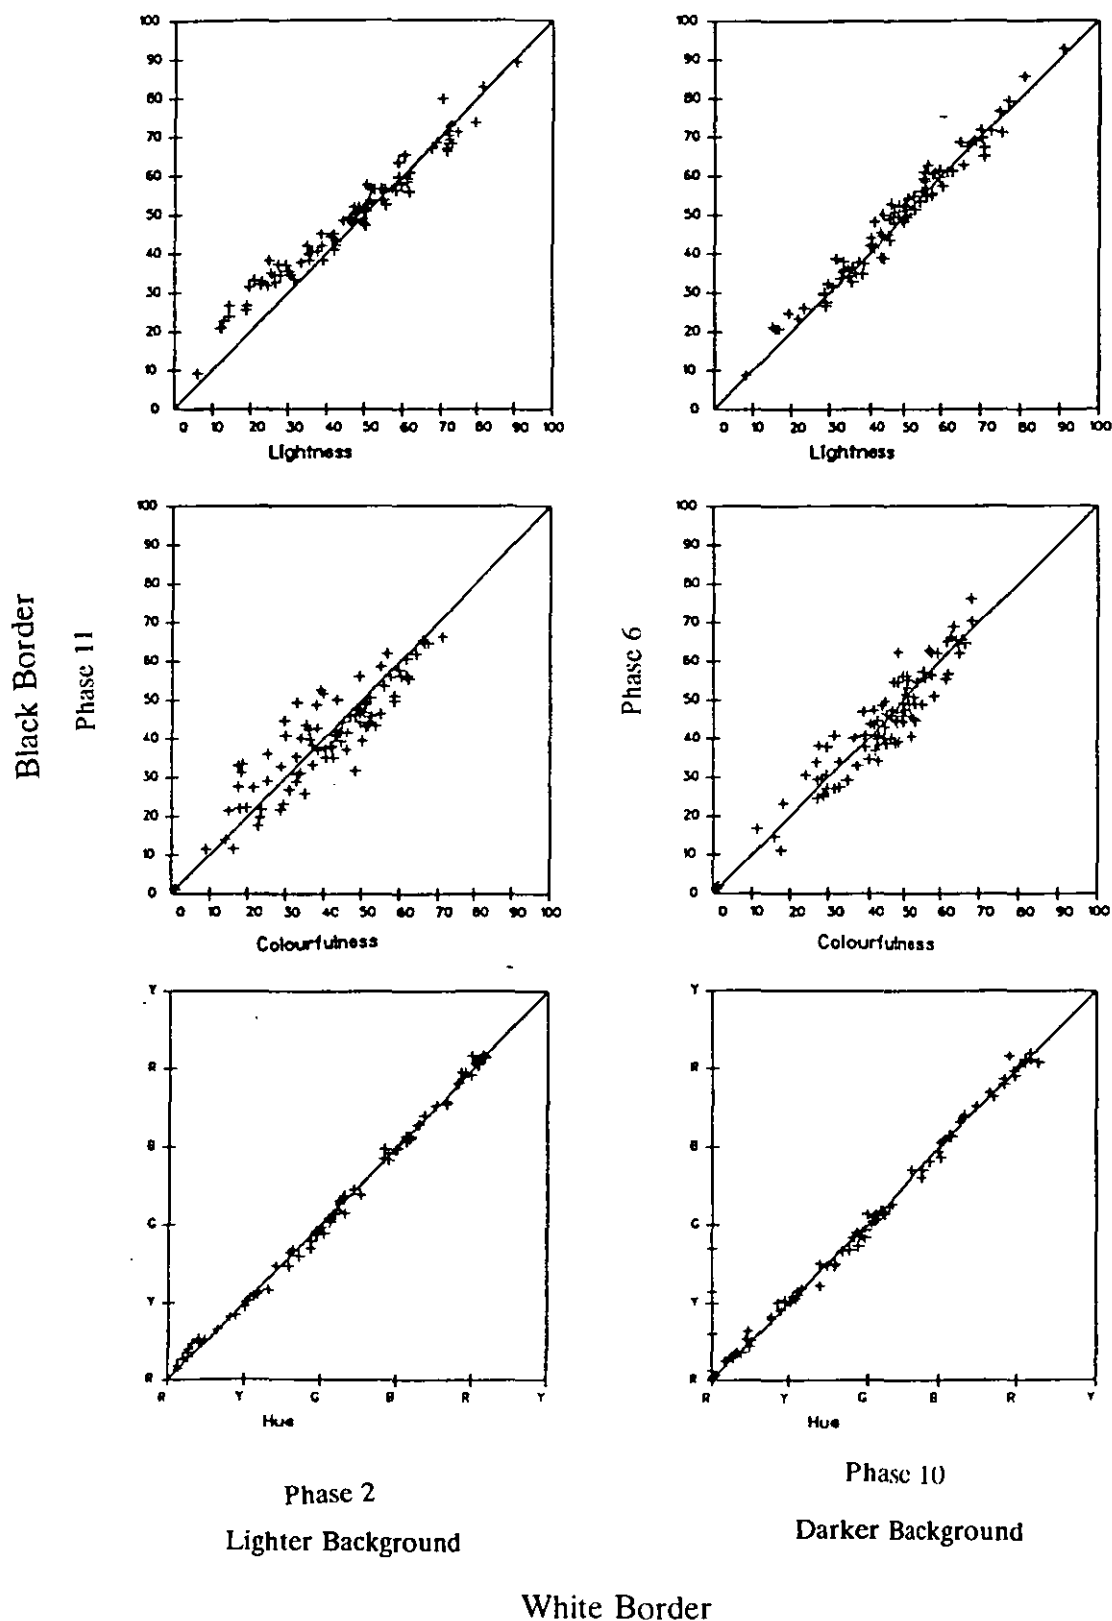 100 90 80 70 60 50 40 30 20 10 0
0 10 20 30 40 50 60 70 80 90 100
Lightness
100 90 80 70 60 50 40 30 20 10 0
0 10 20 30 40 50 60 70 80 90 100
Lightness
Black Border
Phase 11
100 90 80 70 60 50 40 30 20 10 0
0 10 20 30 40 50 60 70 80 90 100
Colourfulness
Phase 6
100 90 80 70 60 50 40 30 20 10 0
0 10 20 30 40 50 60 70 80 90 100
Colourfulness
Y R B G Y R
R Y G B R Y
Hue
Y R B G Y R
R Y G B R Y
Hue
Phase 2
Lighter Background
Phase 10
Darker Background
White Border